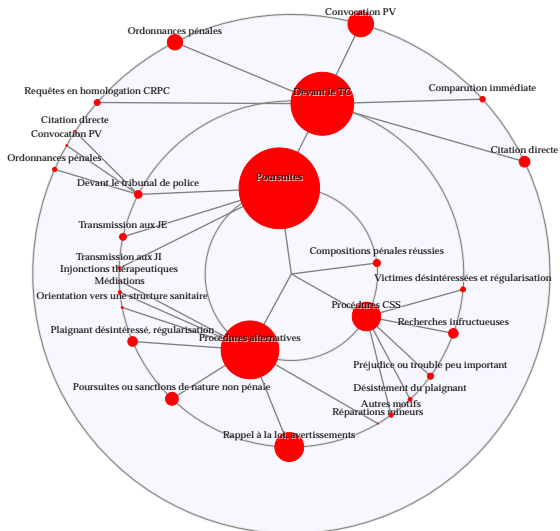 Convocation PV
Ordonnances pénales
Requêtes en homologation CRPC
Devant le TC
Comparution immédiate
Citation directe
Convocation PV
Citation directe
Ordonnances pénales
Poursuites
Devant le tribunal de police
Transmission aux JE
Compositions pénales réussies
Transmission aux JI
Injonctions thérapeutiques
Médiations
Victimes désintéressées et régularisation
Orientation vers une structure sanitaire
Procédures CSS
Recherches infructueuses
Plaignant désintéressé, régularisation
Procédures alternatives
Préjudice ou trouble peu important
Poursuites ou sanctions de nature non pénale
Désistement du plaignant
Autres motifs
Réparations mineurs
Rappel à la loi, avertissements